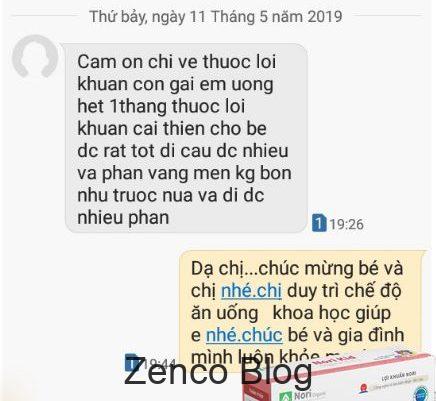 Thứ bảy, ngày 11 Tháng 5 năm 2019
Cam on chi ve thuoc loi
khuan con gai em uong
het 1thang thuoc loi
khuan cai thien cho be
dc rat tot di cau dc nhieu
va phan vang men kg bon
nhu truoc nua va di dc
nhieu phan
1 19:26
Dạ chị...chúc mừng bé và
chị nhé.chị duy trì chế độ
ăn uống khoa học giúp
e nhé.chúc bé và gia đình
mình luôn khỏe
19:44
Zenco Blog
Nori Kid
Nori
LỢI KHUẨN NORI